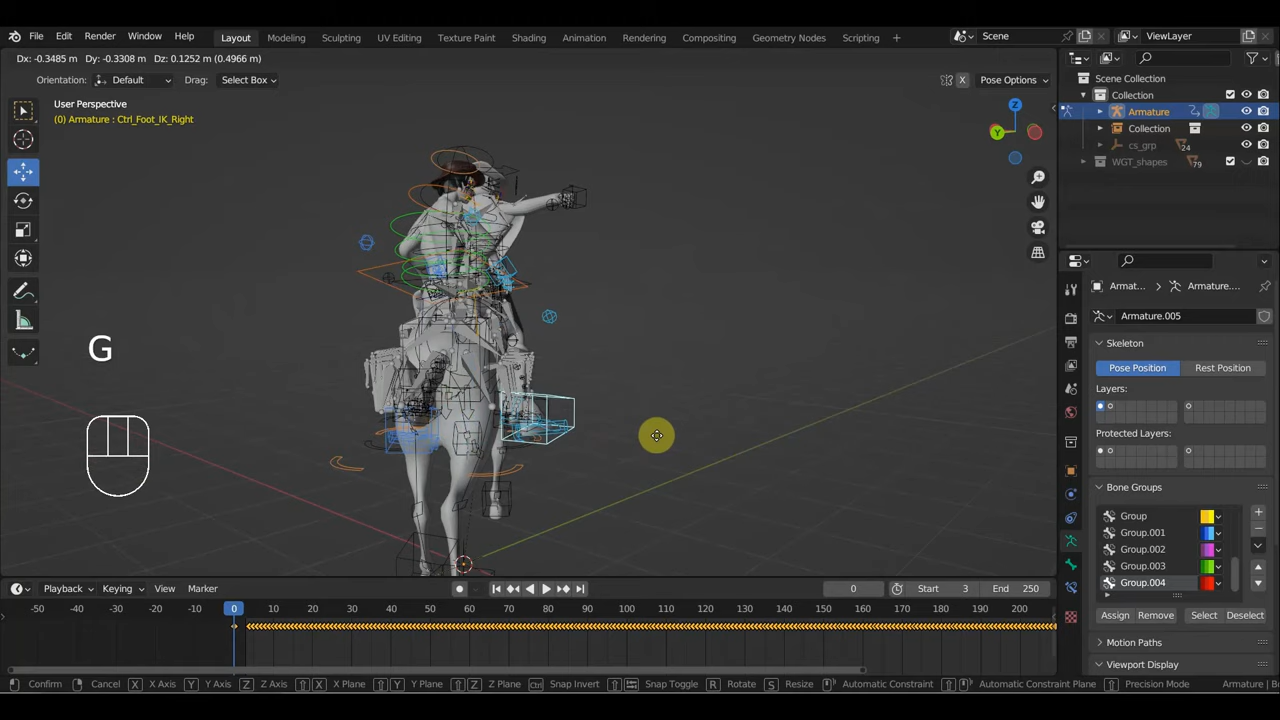 File Edit Render Window Help Layout Modeling Sculpting UV Editing Texture Paint Shading Animation Rendering Compositing Geometry Nodes Scripting + Scene ViewLayer
Dx: -0.3485 m Dy: -0.3308 m Dz: 0.1252 m (0.4966 m)
Orientation: Default Drag: Select Box X Pose Options
Scene Collection
User Perspective
(0) Armature : Ctrl_Foot_IK_Right
Z
Y
Collection
Armature
Collection
cs_grp 24
WGT_shapes 79
Armat... > Armature....
Armature.005
Skeleton
Pose Position Rest Position
Layers:
Protected Layers:
Bone Groups
Group
Group.001
Group.002
Group.003
Group.004
Assign Remove Select Deselect
Motion Paths
Viewport Display
G
Playback Keying View Marker 0 Start 3 End 250
-50 -40 -30 -20 -10 0 10 20 30 40 50 60 70 80 90 100 110 120 130 140 150 160 170 180 190 200
Confirm Cancel X X Axis Y Y Axis Z Z Axis X X Plane Y Y Plane Z Z Plane Ctrl Snap Invert Snap Toggle R Rotate S Resize Automatic Constraint Automatic Constraint Plane Precision Mode Armature | B